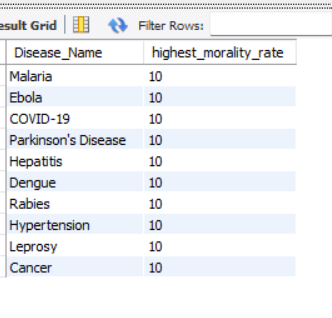 esult Grid Filter Rows:
Disease_Name highest_morality_rate
Malaria 10
Ebola 10
COVID-19 10
Parkinson's Disease 10
Hepatitis 10
Dengue 10
Rabies 10
Hypertension 10
Leprosy 10
Cancer 10